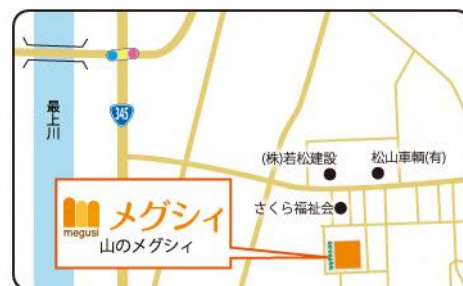 最上川
345
(株)若松建設
松山車輌(有)
さくら福祉会
メグシィ
megusi
山のメグシィ